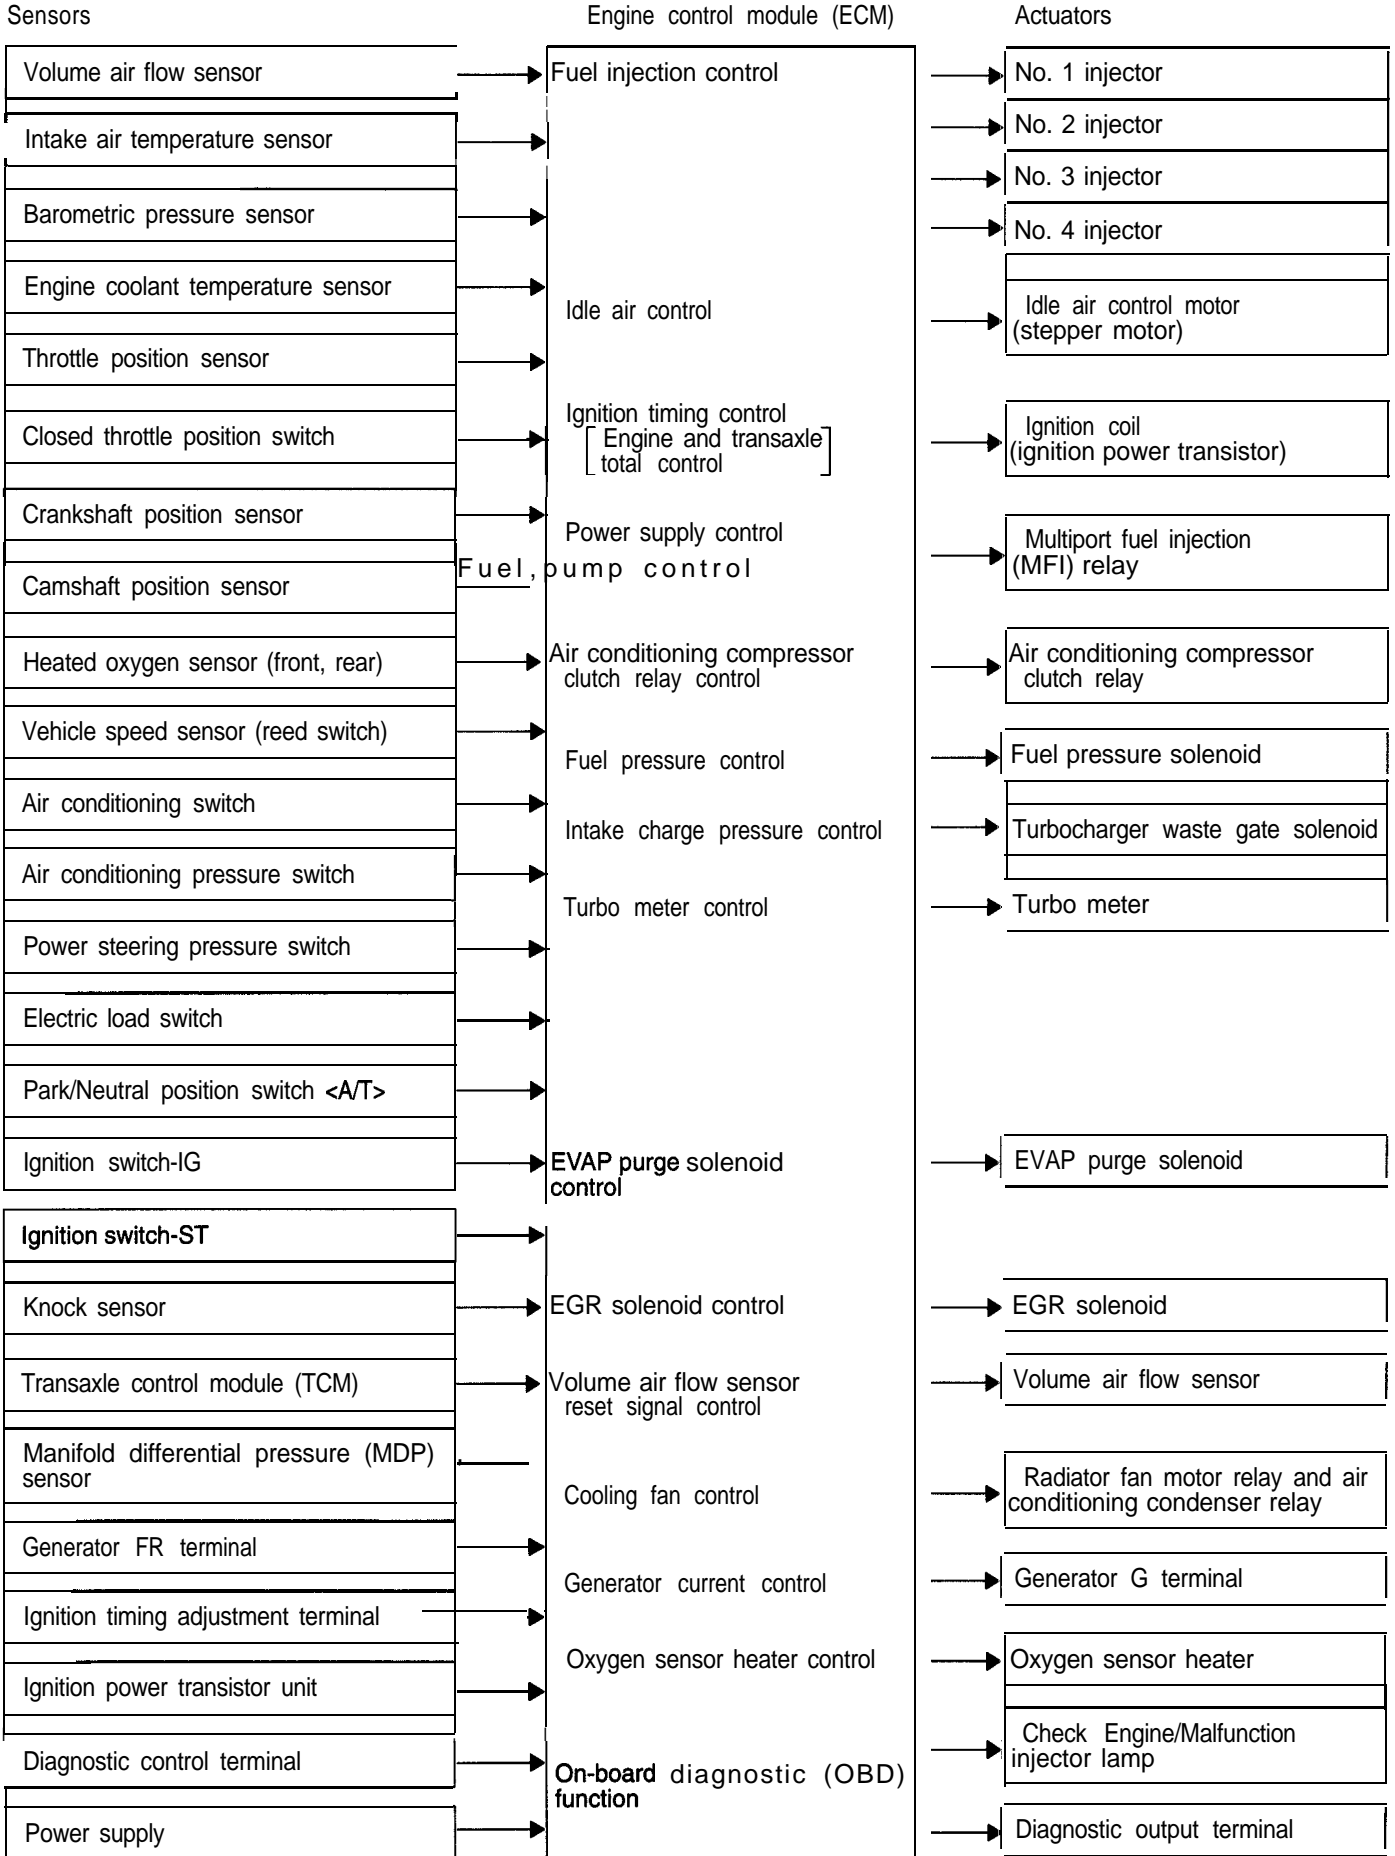 Sensors
Engine control module (ECM)
Actuators
Volume air flow sensor
Fuel injection control
No. 1 injector
No. 2 injector
Intake air temperature sensor
No. 3 injector
Barometric pressure sensor
No. 4 injector
Engine coolant temperature sensor
Idle air control
Idle air control motor
(stepper motor)
Throttle position sensor
Closed throttle position switch
Ignition timing control
[Engine and transaxle
total control]
Ignition coil
(ignition power transistor)
Crankshaft position sensor
Power supply control
Multiport fuel injection
(MFI) relay
Fuel,pump control
Camshaft position sensor
Heated oxygen sensor (front, rear)
Air conditioning compressor
clutch relay control
Air conditioning compressor
clutch relay
Vehicle speed sensor (reed switch)
Fuel pressure control
Fuel pressure solenoid
Air conditioning switch
Intake charge pressure control
Turbocharger waste gate solenoid
Air conditioning pressure switch
Turbo meter control
Turbo meter
Power steering pressure switch
Electric load switch
Park/Neutral position switch <A/T>
Ignition switch-IG
EVAP purge solenoid
control
EVAP purge solenoid
Ignition switch-ST
Knock sensor
EGR solenoid control
EGR solenoid
Transaxle control module (TCM)
Volume air flow sensor
reset signal control
Volume air flow sensor
Manifold differential pressure (MDP)
sensor
Cooling fan control
Radiator fan motor relay and air
conditioning condenser relay
Generator FR terminal
Generator current control
Generator G terminal
Ignition timing adjustment terminal
Oxygen sensor heater control
Oxygen sensor heater
Ignition power transistor unit
Check Engine/Malfunction
injector lamp
Diagnostic control terminal
On-board diagnostic (OBD)
function
Power supply
Diagnostic output terminal